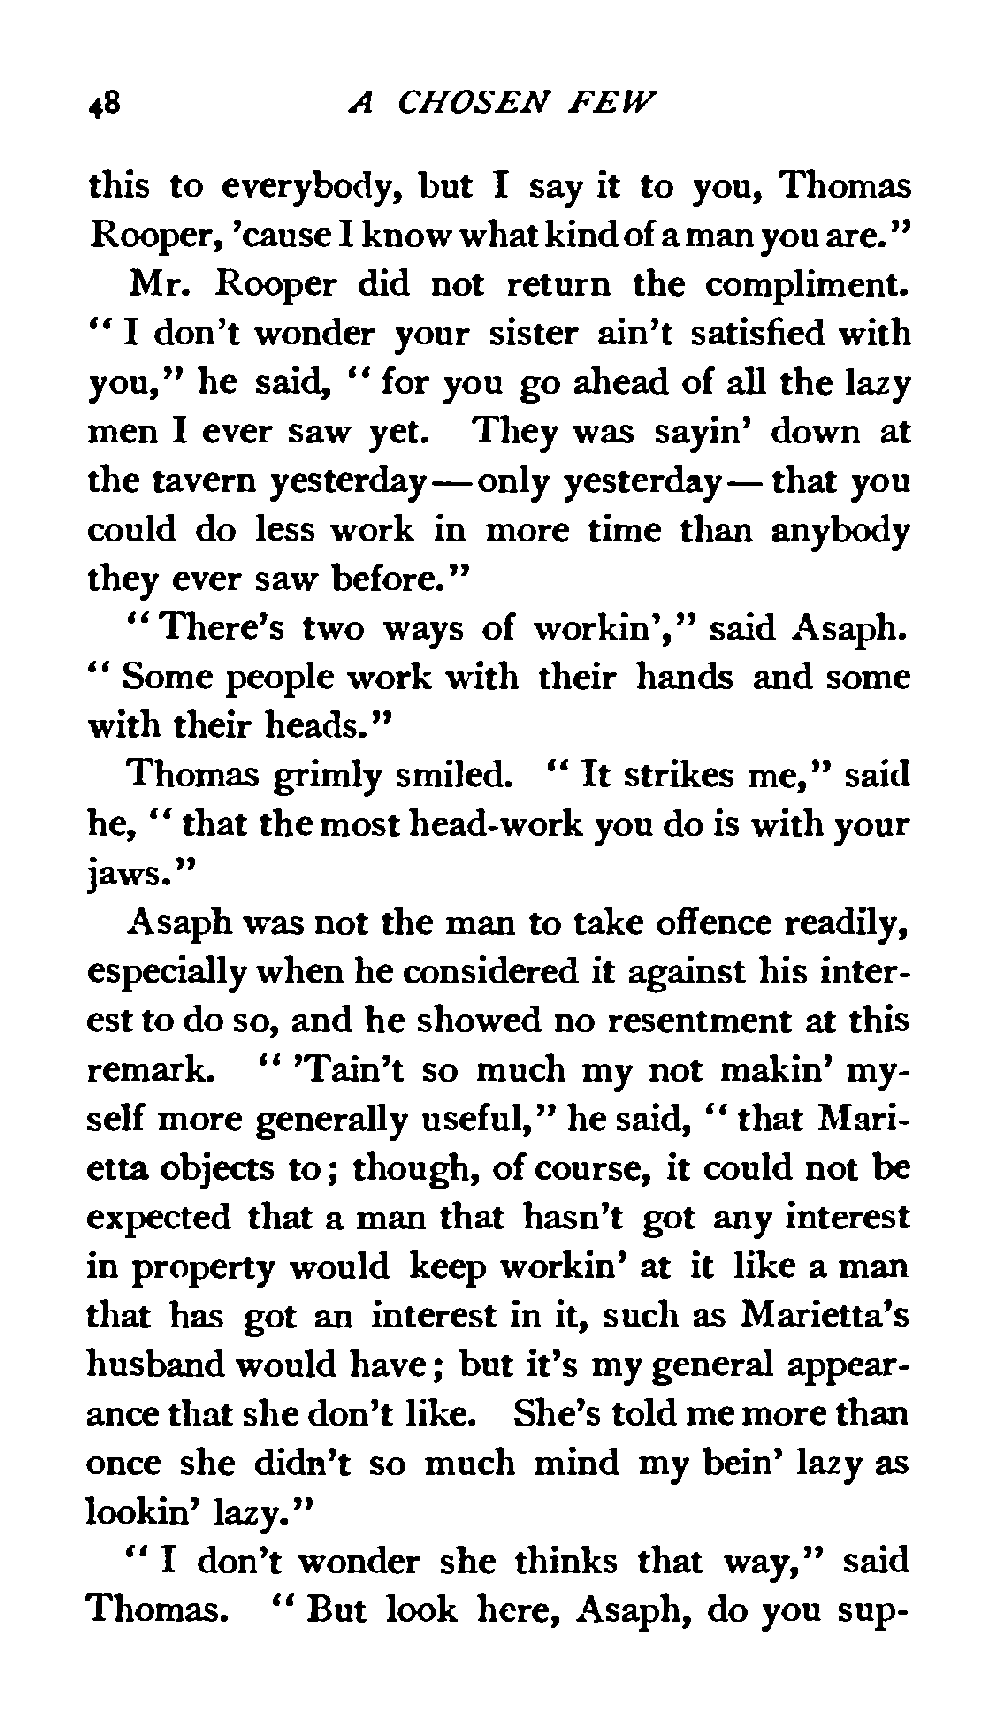 48 A CHOSEN FEW
this to everybody, but I say it to you, Thomas
Rooper, 'cause I know what kind of a man you are."
Mr. Rooper did not return the compliment.
"I don't wonder your sister ain't satisfied with
you," he said, "for you go ahead of all the lazy
men I ever saw yet. They was sayin' down at
the tavern yesterday—only yesterday—that you
could do less work in more time than anybody
they ever saw before."
"There's two ways of workin'," said Asaph.
"Some people work with their hands and some
with their heads."
Thomas grimly smiled. "It strikes me," said
he, "that the most head-work you do is with your
jaws."
Asaph was not the man to take offence readily,
especially when he considered it against his inter-
est to do so, and he showed no resentment at this
remark. "'Tain't so much my not makin' my-
self more generally useful," he said, "that Mari-
etta objects to; though, of course, it could not be
expected that a man that hasn't got any interest
in property would keep workin' at it like a man
that has got an interest in it, such as Marietta's
husband would have; but it's my general appear-
ance that she don't like. She's told me more than
once she didn't so much mind my bein' lazy as
lookin' lazy."
"I don't wonder she thinks that way," said
Thomas. "But look here, Asaph, do you sup-